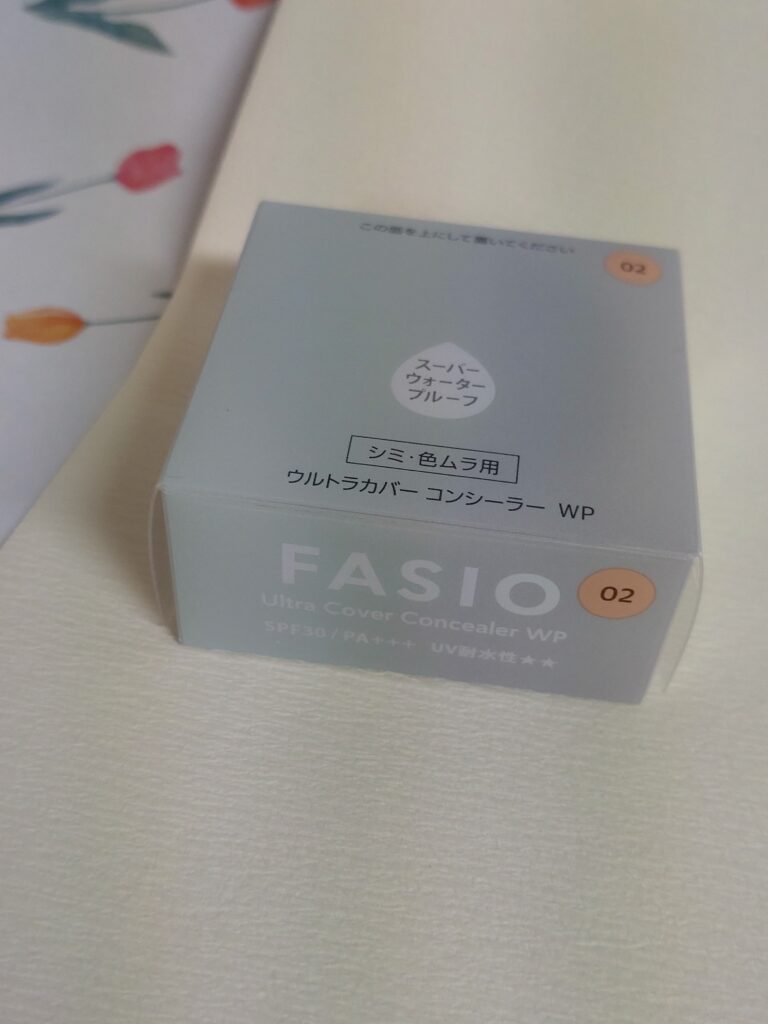 この面を上にして置いてください
02
スーパー
ウォーター
プルーフ
シミ・色ムラ用
ウルトラカバー コンシーラー WP
FASIO
02
Ultra Cover Concealer WP
SPF30/PA+++ UV耐水性★★